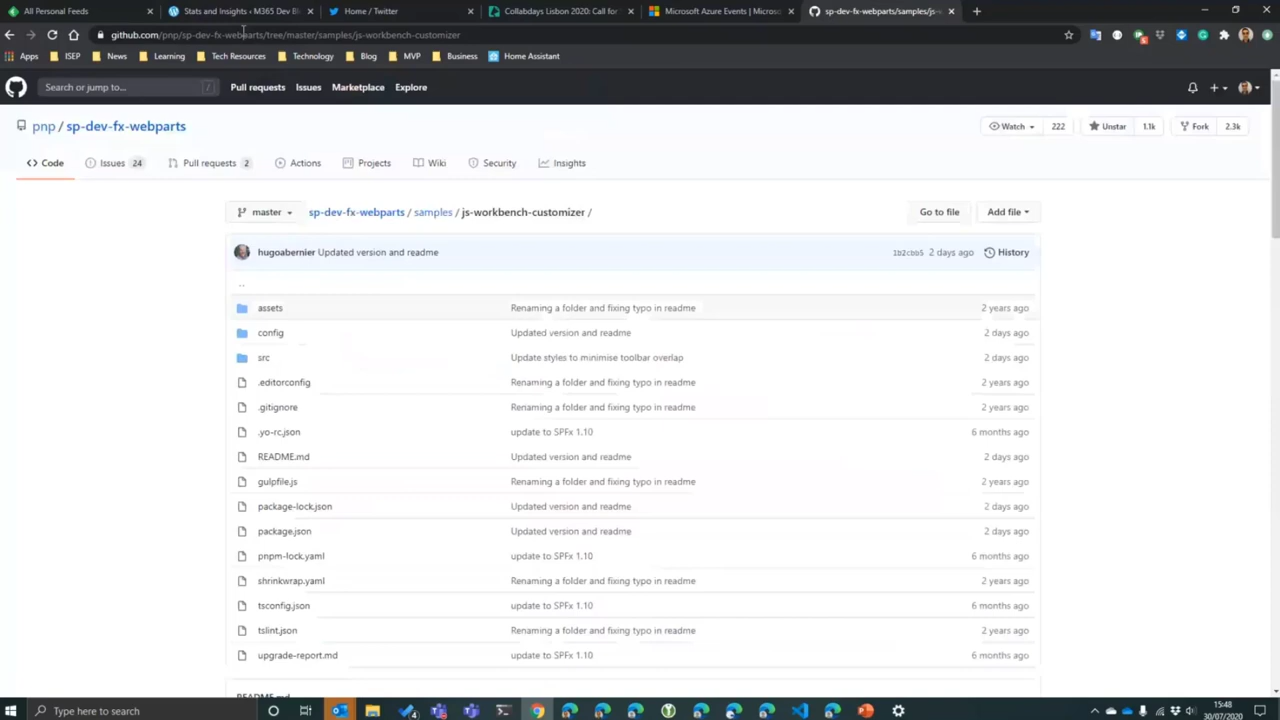 All Personal Feeds
Stats and Insights ‹ M365 Dev Bl
Home / Twitter
Collabdays Lisbon 2020: Call for
Microsoft Azure Events | Micros
sp-dev-fx-webparts/samples/js-
github.com/pnp/sp-dev-fx-webparts/tree/master/samples/js-workbench-customizer
Apps
ISEP
News
Learning
Tech Resources
Technology
Blog
MVP
Business
Home Assistant
Search or jump to...
/
Pull requests
Issues
Marketplace
Explore
pnp / sp-dev-fx-webparts
Watch
222
Unstar
1.1k
Fork
2.3k
<> Code
Issues 24
Pull requests 2
Actions
Projects
Wiki
Security
Insights
master
sp-dev-fx-webparts / samples / js-workbench-customizer /
Go to file
Add file
hugoabernier Updated version and readme
1b2cbb5 2 days ago
History
..
assets Renaming a folder and fixing typo in readme 2 years ago
config Updated version and readme 2 days ago
src Update styles to minimise toolbar overlap 2 days ago
.editorconfig Renaming a folder and fixing typo in readme 2 years ago
.gitignore Renaming a folder and fixing typo in readme 2 years ago
.yo-rc.json update to SPFx 1.10 6 months ago
README.md Updated version and readme 2 days ago
gulpfile.js Renaming a folder and fixing typo in readme 2 years ago
package-lock.json Updated version and readme 2 days ago
package.json Updated version and readme 2 days ago
pnpm-lock.yaml update to SPFx 1.10 6 months ago
shrinkwrap.yaml Renaming a folder and fixing typo in readme 2 years ago
tsconfig.json update to SPFx 1.10 6 months ago
tslint.json Renaming a folder and fixing typo in readme 2 years ago
upgrade-report.md update to SPFx 1.10 6 months ago
README.md
Type here to search
15:48
30/07/2020